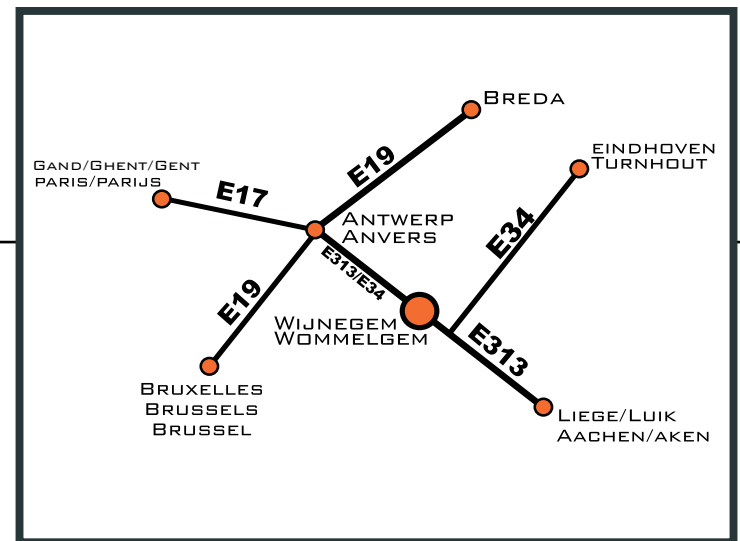 BREDA
EINDHOVEN
TURNHOUT
GAND/GHENT/GENT
PARIS/PARIJS
E19
E17
ANTWERP
ANVERS
E34
E313/E34
E19
WIJNEGEM
WOMMELGEM
E313
BRUXELLES
BRUSSELS
BRUSSEL
LIEGE/LUIK
AACHEN/AKEN